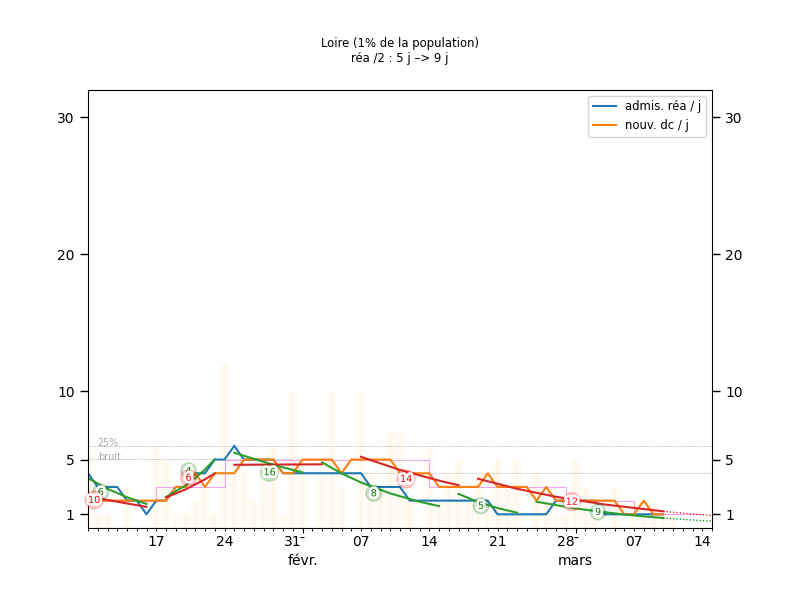 Loire (1% de la population)
réa /2 : 5 j –> 9 j
admis. réa / j
nouv. dc / j
30 30
20 20
10 10
25%
bruit
5 5
1 1
10 6 4 6 16 8 14 5 12 9
17 24 31 07 14 21 28 07 14
févr. mars